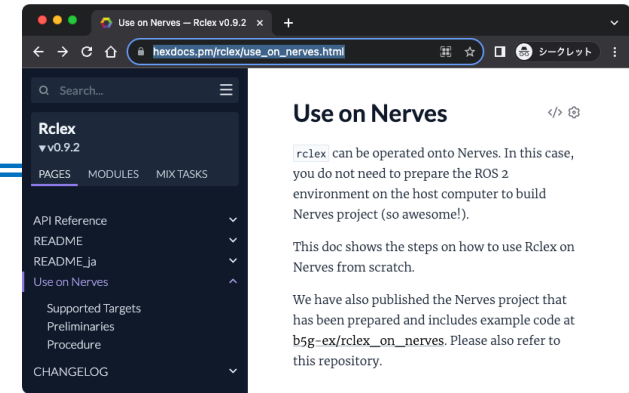 Use on Nerves — Rclex v0.9.2
hexdocs.pm/rclex/use_on_nerves.html
シークレット
Search...
Rclex
v0.9.2
PAGES MODULES MIX TASKS
API Reference
README
README_ja
Use on Nerves
Supported Targets
Preliminaries
Procedure
CHANGELOG
Use on Nerves
rclex can be operated onto Nerves. In this case,
you do not need to prepare the ROS 2
environment on the host computer to build
Nerves project (so awesome!).
This doc shows the steps on how to use Rclex on
Nerves from scratch.
We have also published the Nerves project that
has been prepared and includes example code at
b5g-ex/rclex_on_nerves. Please also refer to
this repository.